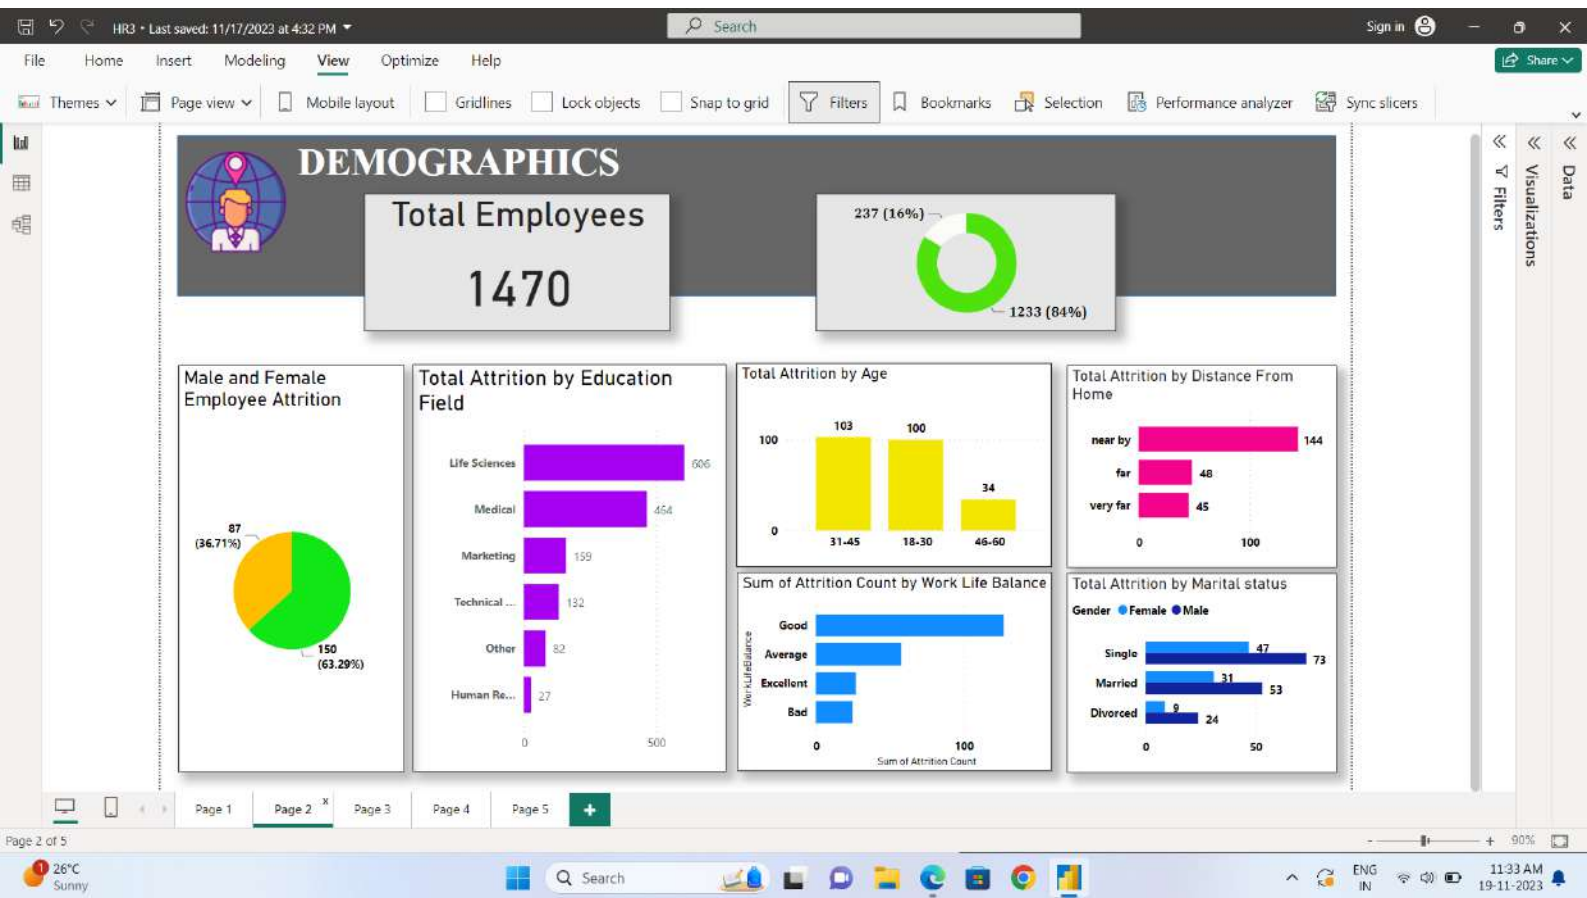 HR3 • Last saved: 11/17/2023 at 4:32 PM
Search
Sign in
File Home Insert Modeling View Optimize Help
Share
Themes Page view Mobile layout Gridlines Lock objects Snap to grid Filters Bookmarks Selection Performance analyzer Sync slicers
Filters
Visualizations
Data
DEMOGRAPHICS
Total Employees
1470
237 (16%)
1233 (84%)
Male and Female
Employee Attrition
87
(36.71%)
150
(63.29%)
Total Attrition by Education
Field
Life Sciences 606
Medical 464
Marketing 159
Technical ... 132
Other 82
Human Re... 27
0 500
Total Attrition by Age
100
0
103 100 34
31-45 18-30 46-60
Total Attrition by Distance From
Home
near by 144
far 48
very far 45
0 100
Sum of Attrition Count by Work Life Balance
WorkLifeBalance
Good
Average
Excellent
Bad
0 100
Sum of Attrition Count
Total Attrition by Marital status
Gender Female Male
Single 47 73
Married 31 53
Divorced 9 24
0 50
Page 1 Page 2 x Page 3 Page 4 Page 5 +
Page 2 of 5
- + 90%
1
26°C
Sunny
Search
ENG
IN
11:33 AM
19-11-2023